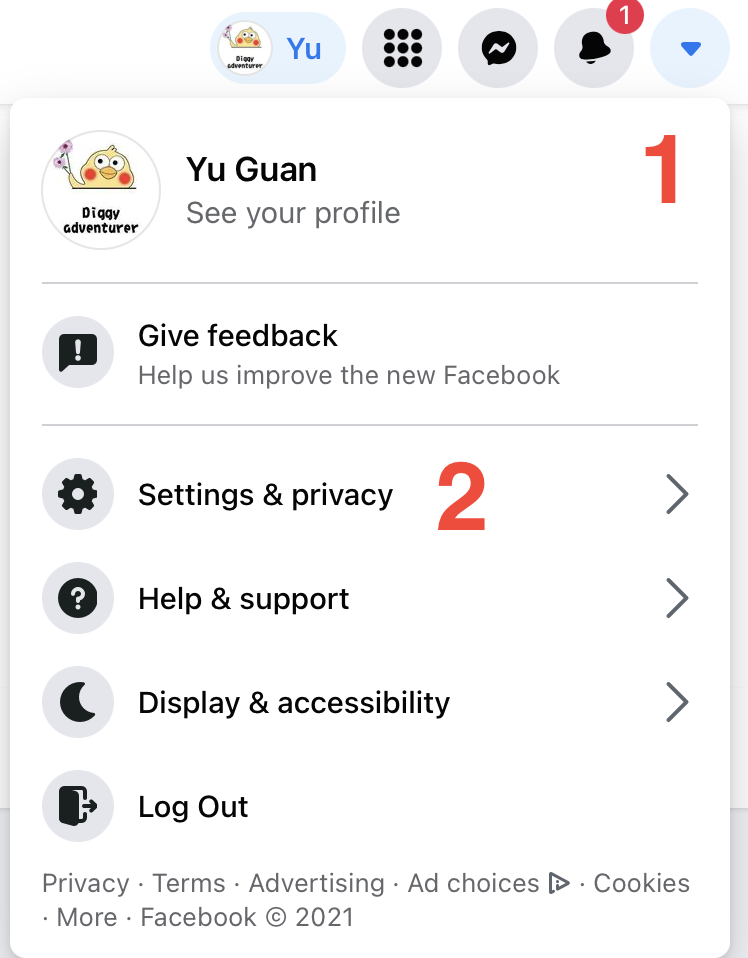 Diggy
adventurer
Yu
1
Diggy
adventurer
Yu Guan
See your profile
1
Give feedback
Help us improve the new Facebook
Settings & privacy
2
Help & support
Display & accessibility
Log Out
Privacy · Terms · Advertising · Ad choices · Cookies
· More · Facebook © 2021